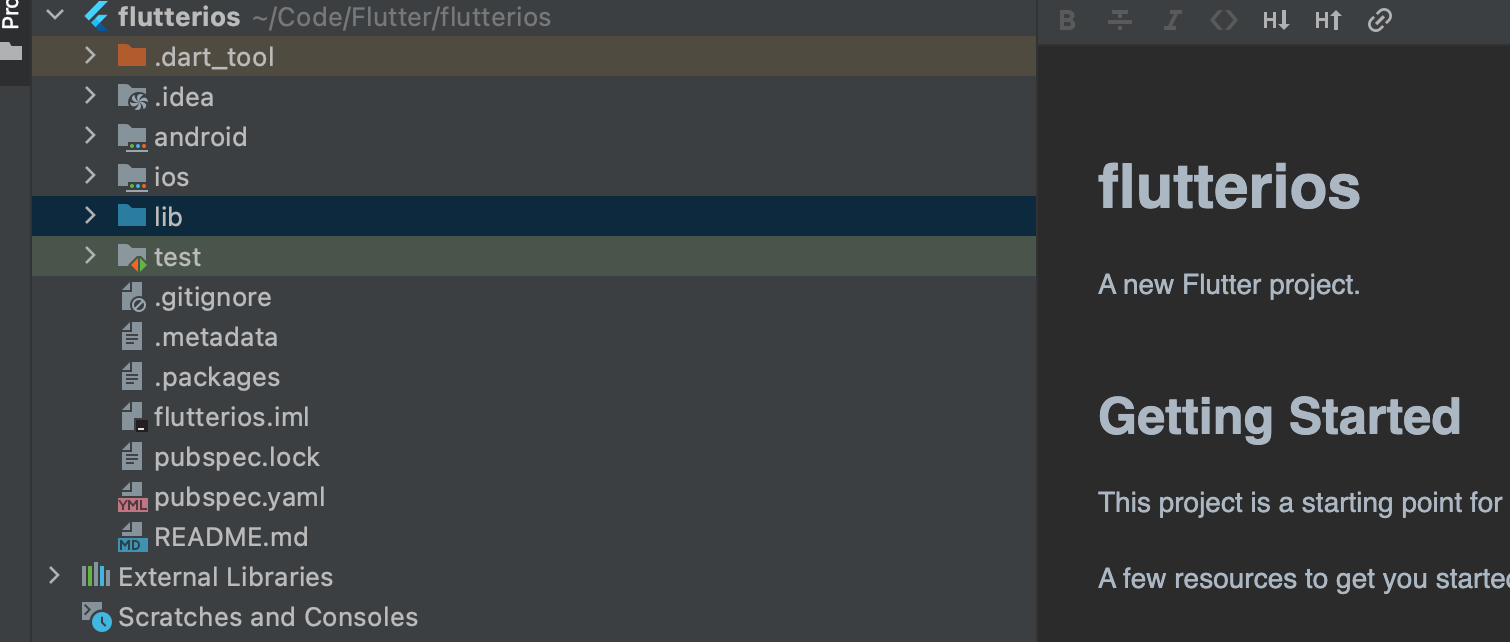 Pro
flutterios ~/Code/Flutter/flutterios
.dart_tool
.idea
android
ios
lib
test
.gitignore
.metadata
.packages
flutterios.iml
pubspec.lock
YML pubspec.yaml
MD README.md
External Libraries
Scratches and Consoles
B I <> H↓ H↑
flutterios
A new Flutter project.
Getting Started
This project is a starting point for
A few resources to get you started